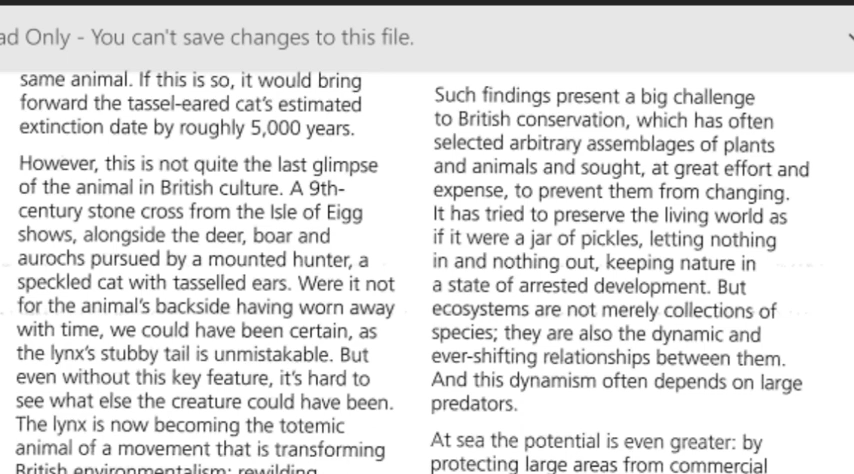 ad Only - You can't save changes to this file.
same animal. If this is so, it would bring
forward the tassel-eared cat's estimated
extinction date by roughly 5,000 years.
However, this is not quite the last glimpse
of the animal in British culture. A 9th-
century stone cross from the Isle of Eigg
shows, alongside the deer, boar and
aurochs pursued by a mounted hunter, a
speckled cat with tasselled ears. Were it not
for the animal's backside having worn away
with time, we could have been certain, as
the lynx's stubby tail is unmistakable. But
even without this key feature, it's hard to
see what else the creature could have been.
The lynx is now becoming the totemic
animal of a movement that is transforming
British environmentalism: rewilding
Such findings present a big challenge
to British conservation, which has often
selected arbitrary assemblages of plants
and animals and sought, at great effort and
expense, to prevent them from changing.
It has tried to preserve the living world as
if it were a jar of pickles, letting nothing
in and nothing out, keeping nature in
a state of arrested development. But
ecosystems are not merely collections of
species; they are also the dynamic and
ever-shifting relationships between them.
And this dynamism often depends on large
predators.
At sea the potential is even greater: by
protecting large areas from commercial